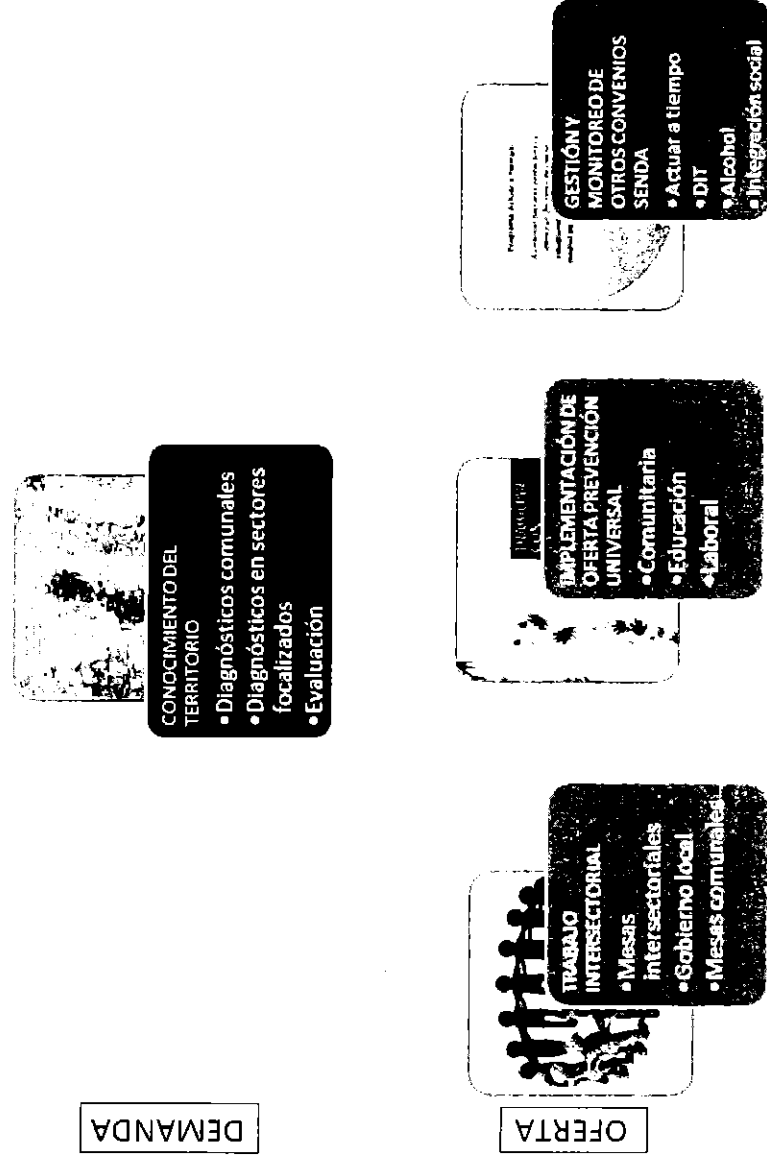 DEMANDA
CONOCIMIENTO DEL
TERRITORIO
•Diagnósticos comunales
•Diagnósticos en sectores
focalizados
•Evaluación
OFERTA
TRABAJO
INTERSECTORIAL
•Mesas
intersectoriales
•Gobierno local
•Mesas comunales
IMPLEMENTACIÓN DE
OFERTA PREVENCIÓN
UNIVERSAL
•Comunitaria
•Educación
•Laboral
GESTIÓN Y
MONITOREO DE
OTROS CONVENIOS
SENDA
•Actuar a tiempo
•DIT
•Alcohol
•Integración social